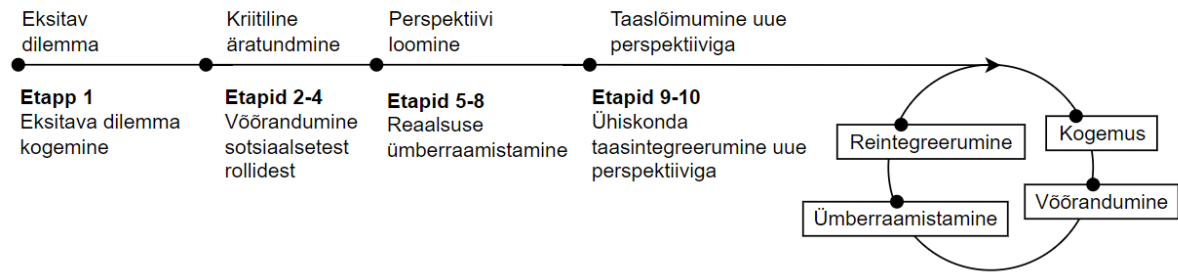 Eksitav
dilemma
Kriitiline
äratundmine
Perspektiivi
loomine
Taaslõimumine uue
perspektiiviga
Etapp 1
Eksitava dilemma
kogemine
Etapid 2-4
Võõrandumine
sotsiaalsetest
rollidest
Etapid 5-8
Reaalsuse
ümberraamistamine
Etapid 9-10
Ühiskonda
taasintegreerumine uue
perspektiiviga
Reintegreerumine
Kogemus
Ümberraamistamine
Võõrandumine